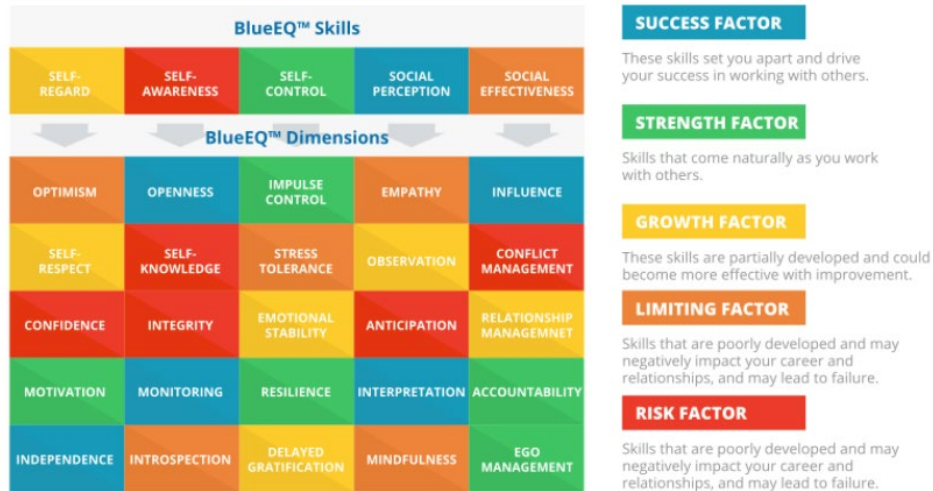 BlueEQ™ Skills
SELF-
REGARD
SELF-
AWARENESS
SELF-
CONTROL
SOCIAL
PERCEPTION
SOCIAL
EFFECTIVENESS
BlueEQ™ Dimensions
OPTIMISM
OPENNESS
IMPULSE
CONTROL
EMPATHY
INFLUENCE
SELF-
RESPECT
SELF-
KNOWLEDGE
STRESS
TOLERANCE
OBSERVATION
CONFLICT
MANAGEMENT
CONFIDENCE
INTEGRITY
EMOTIONAL
STABILITY
ANTICIPATION
RELATIONSHIP
MANAGEMNET
MOTIVATION
MONITORING
RESILIENCE
INTERPRETATION
ACCOUNTABILITY
INDEPENDENCE
INTROSPECTION
DELAYED
GRATIFICATION
MINDFULNESS
EGO
MANAGEMENT
SUCCESS FACTOR
These skills set you apart and drive
your success in working with others.
STRENGTH FACTOR
Skills that come naturally as you work
with others.
GROWTH FACTOR
These skills are partially developed and could
become more effective with improvement.
LIMITING FACTOR
Skills that are poorly developed and may
negatively impact your career and
relationships, and may lead to failure.
RISK FACTOR
Skills that are poorly developed and may
negatively impact your career and
relationships, and may lead to failure.